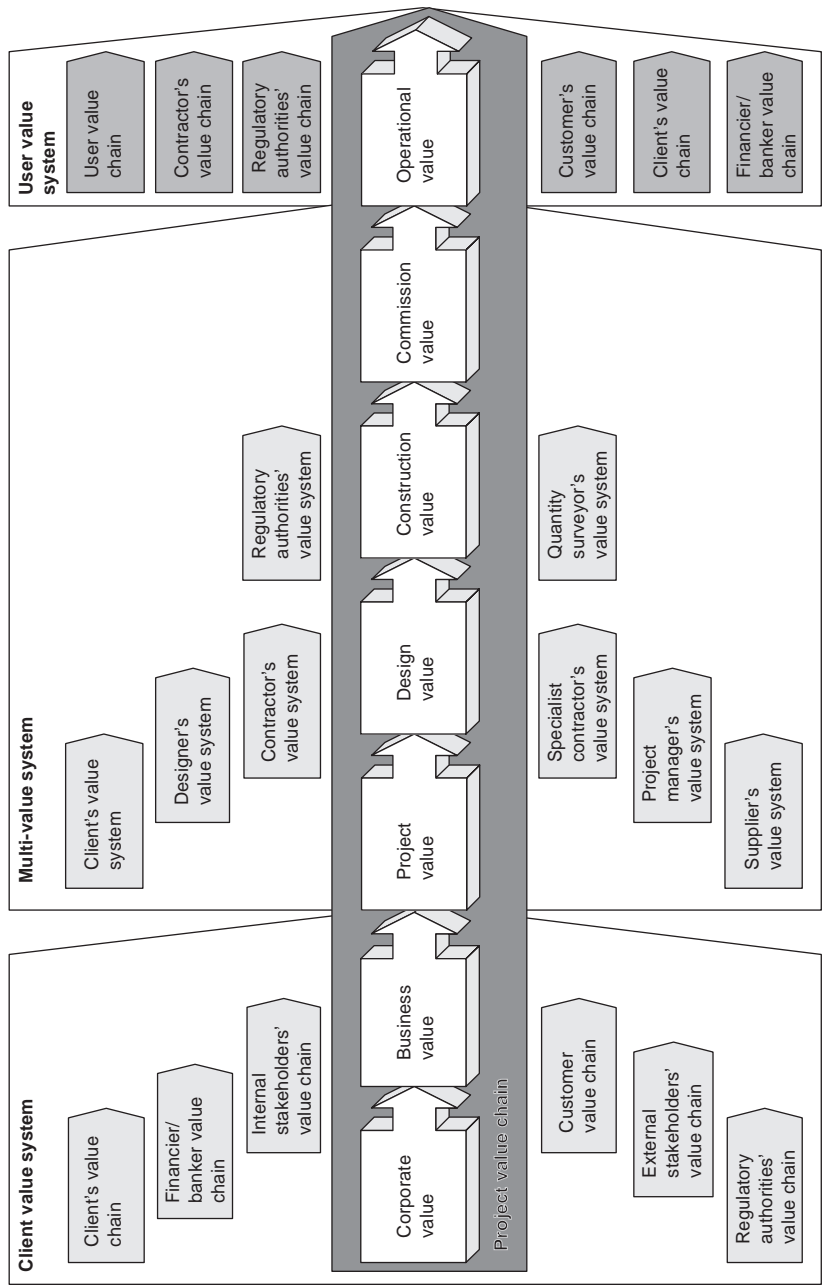 Client value system
Client's value
chain
Financier/
banker value
chain
Internal
stakeholders'
value chain
Corporate
value
Business
value
Project value chain
Customer
value chain
External
stakeholders'
value chain
Regulatory
authorities'
value chain
Multi-value system
Client's value
system
Designer's
value system
Contractor's
value system
Regulatory
authorities'
value system
Project
value
Design
value
Construction
value
Commission
value
Specialist
contractor's
value system
Quantity
surveyor's
value system
Project
manager's
value system
Supplier's
value system
User value
system
User value
chain
Contractor's
value chain
Regulatory
authorities'
value chain
Operational
value
Customer's
value chain
Client's value
chain
Financier/
banker value
chain